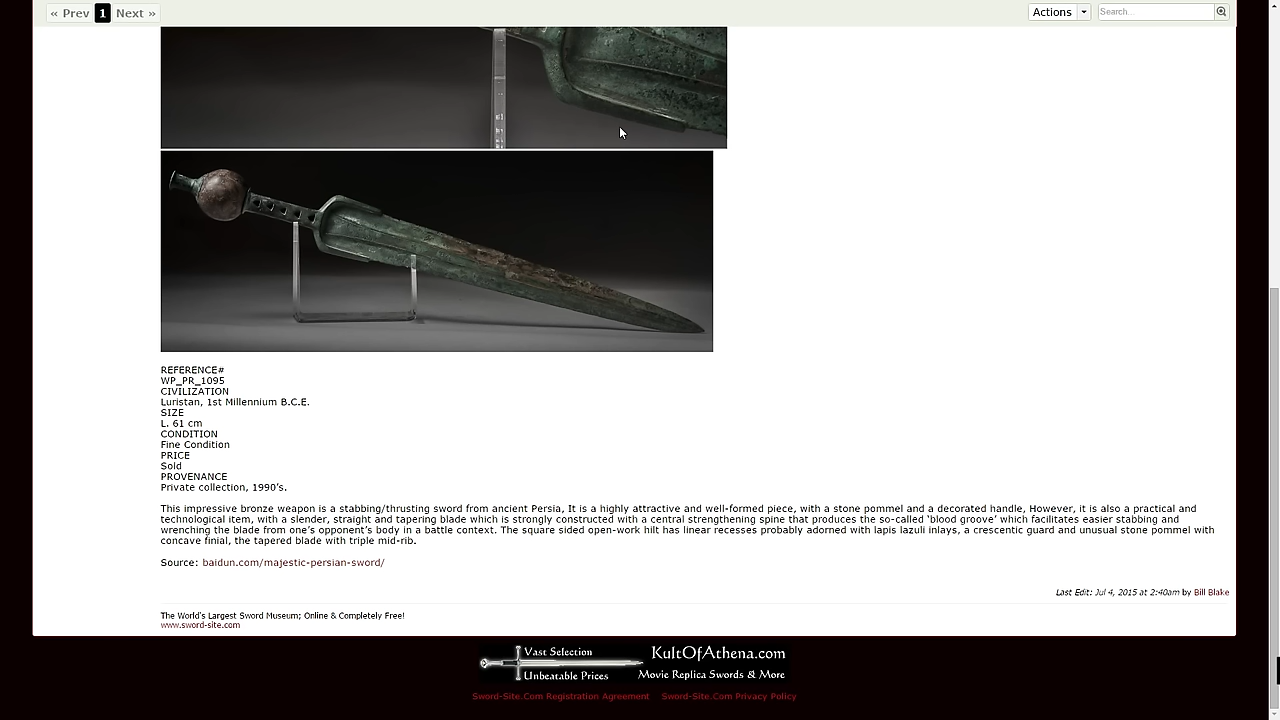 « Prev 1 Next »
Actions
Search...
REFERENCE#
WP_PR_1095
CIVILIZATION
Luristan, 1st Millennium B.C.E.
SIZE
L. 61 cm
CONDITION
Fine Condition
PRICE
Sold
PROVENANCE
Private collection, 1990's.
This impressive bronze weapon is a stabbing/thrusting sword from ancient Persia, It is a highly attractive and well-formed piece, with a stone pommel and a decorated handle, However, it is also a practical and
technological item, with a slender, straight and tapering blade which is strongly constructed with a central strengthening spine that produces the so-called 'blood groove' which facilitates easier stabbing and
wrenching the blade from one's opponent's body in a battle context. The square sided open-work hilt has linear recesses probably adorned with lapis lazuli inlays, a crescentic guard and unusual stone pommel with
concave finial, the tapered blade with triple mid-rib.
Source: baidun.com/majestic-persian-sword/
Last Edit: Jul 4, 2015 at 2:40am by Bill Blake
The World's Largest Sword Museum; Online & Completely Free!
www.sword-site.com
Vast Selection
Unbeatable Prices
KultOfAthena.com
Movie Replica Swords & More
Sword-Site.Com Registration Agreement Sword-Site.Com Privacy Policy